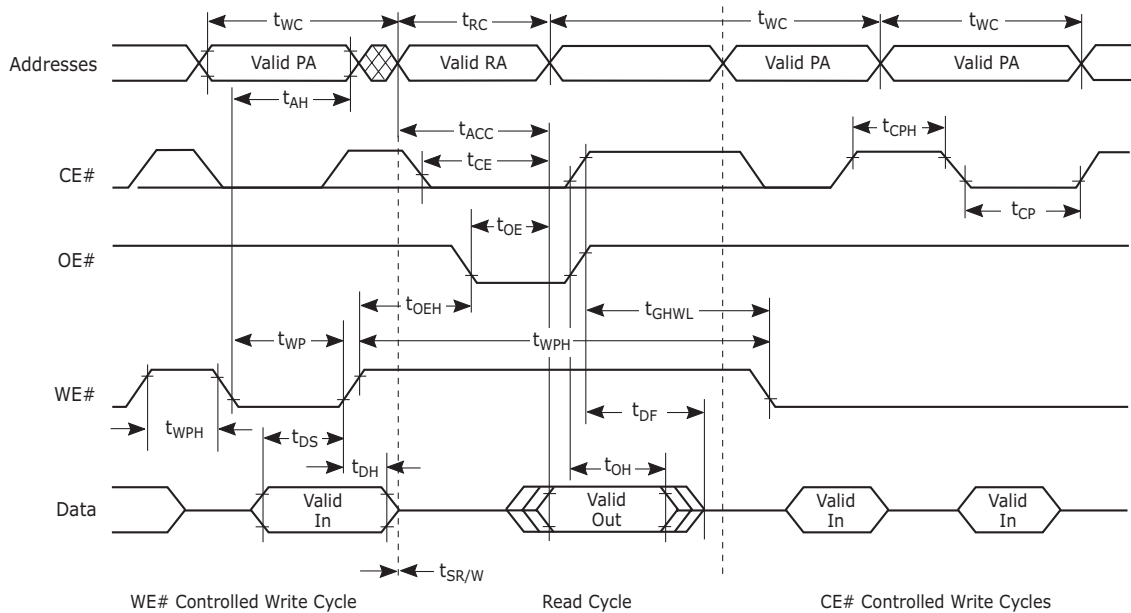 tWC tRC tWC tWC
Addresses Valid PA Valid RA Valid PA Valid PA
tAH
tACC tCPH
CE# tCE
tCP
tOE
OE#
tOEH tGHWL
tWP tWPH
WE#
tDF
tWPH tDS
tDH tOH
Data Valid In Valid Out Valid In Valid In
tSR/W
WE# Controlled Write Cycle Read Cycle CE# Controlled Write Cycles